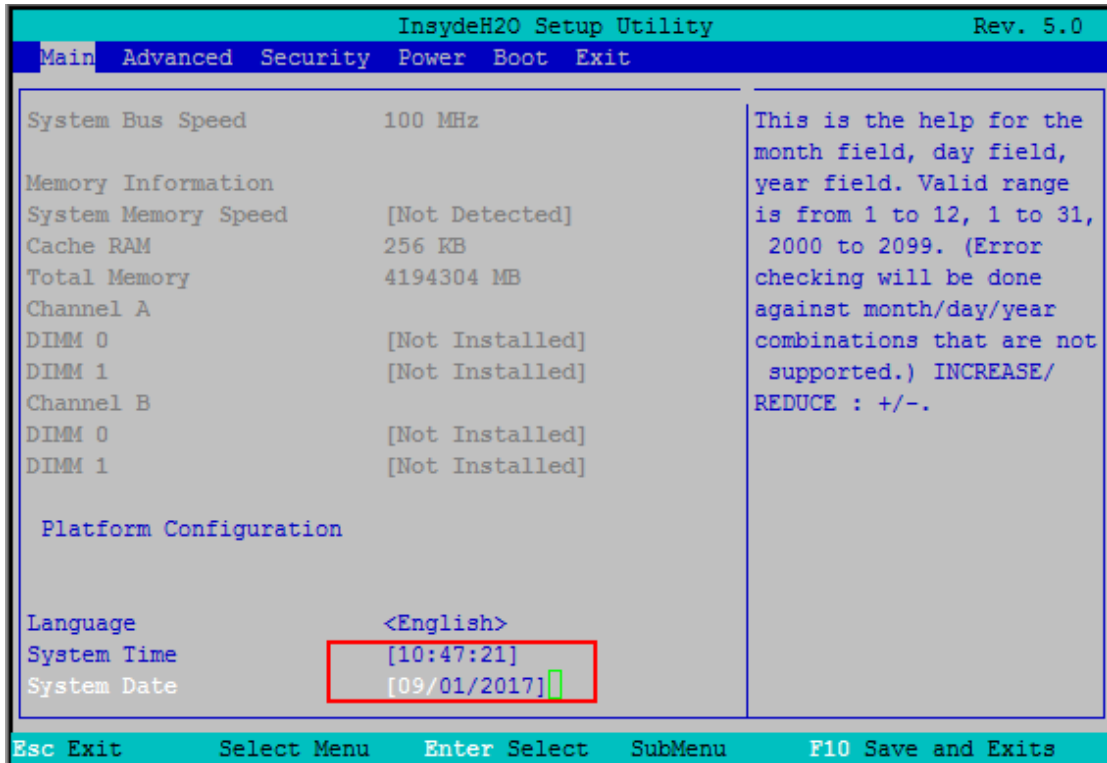 InsydeH2O Setup Utility Rev. 5.0
Main Advanced Security Power Boot Exit
System Bus Speed 100 MHz
Memory Information
System Memory Speed [Not Detected]
Cache RAM 256 KB
Total Memory 4194304 MB
Channel A
DIMM 0 [Not Installed]
DIMM 1 [Not Installed]
Channel B
DIMM 0 [Not Installed]
DIMM 1 [Not Installed]
Platform Configuration
Language <English>
System Time [10:47:21]
System Date [09/01/2017]
This is the help for the
month field, day field,
year field. Valid range
is from 1 to 12, 1 to 31,
2000 to 2099. (Error
checking will be done
against month/day/year
combinations that are not
supported.) INCREASE/
REDUCE : +/-.
Esc Exit Select Menu Enter Select SubMenu F10 Save and Exits